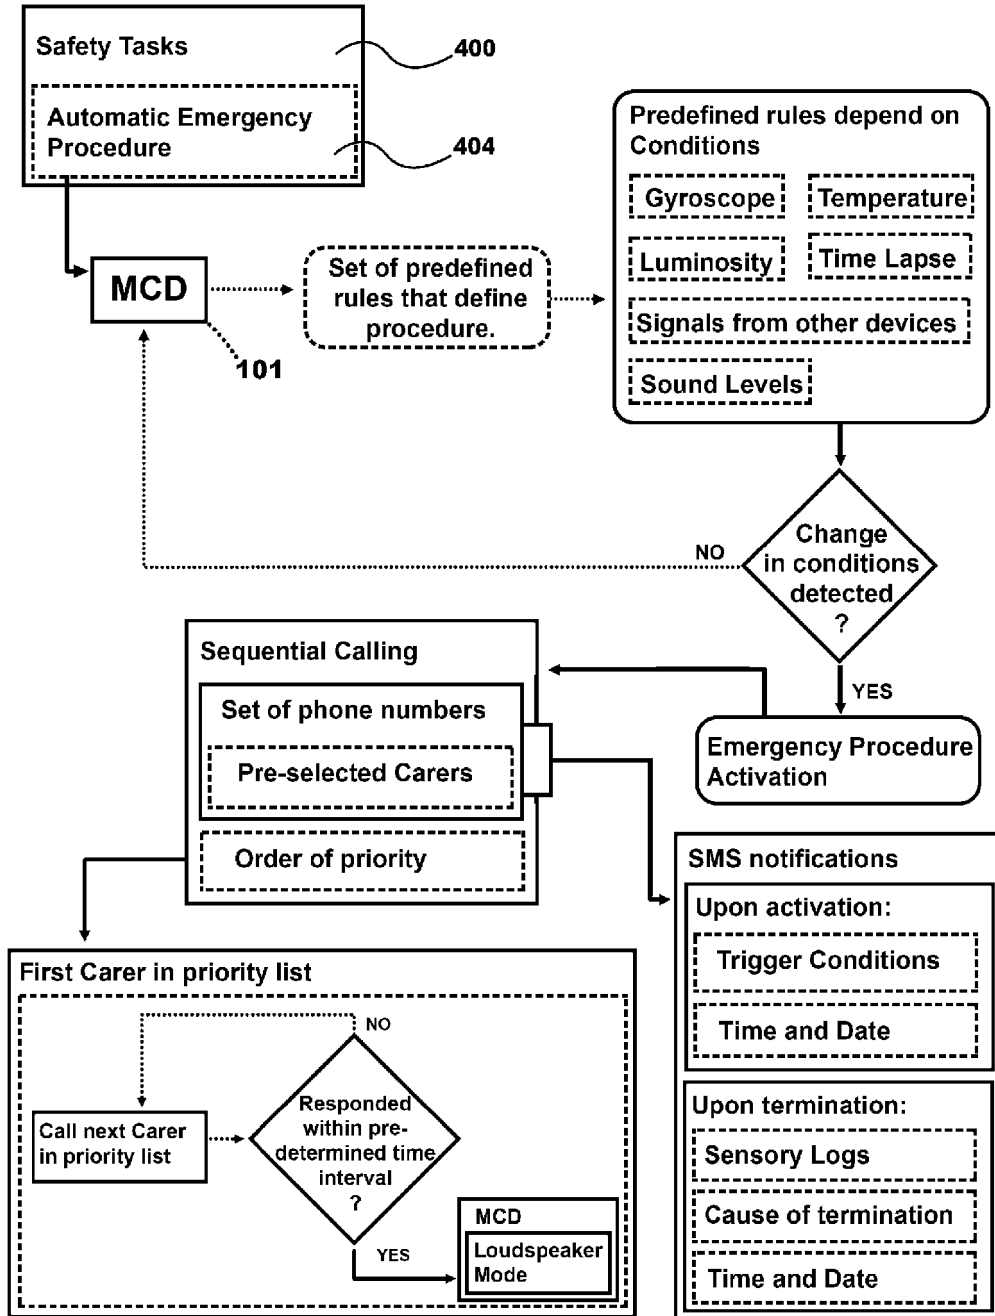 Safety Tasks
400
Automatic Emergency
Procedure
404
MCD
101
Set of predefined
rules that define
procedure.
Predefined rules depend on
Conditions
Gyroscope
Temperature
Luminosity
Time Lapse
Signals from other devices
Sound Levels
Change
in conditions
detected
?
NO
YES
Emergency Procedure
Activation
Sequential Calling
Set of phone numbers
Pre-selected Carers
Order of priority
First Carer in priority list
NO
Call next Carer
in priority list
Responded
within pre-
determined time
interval
?
YES
MCD
Loudspeaker
Mode
SMS notifications
Upon activation:
Trigger Conditions
Time and Date
Upon termination:
Sensory Logs
Cause of termination
Time and Date